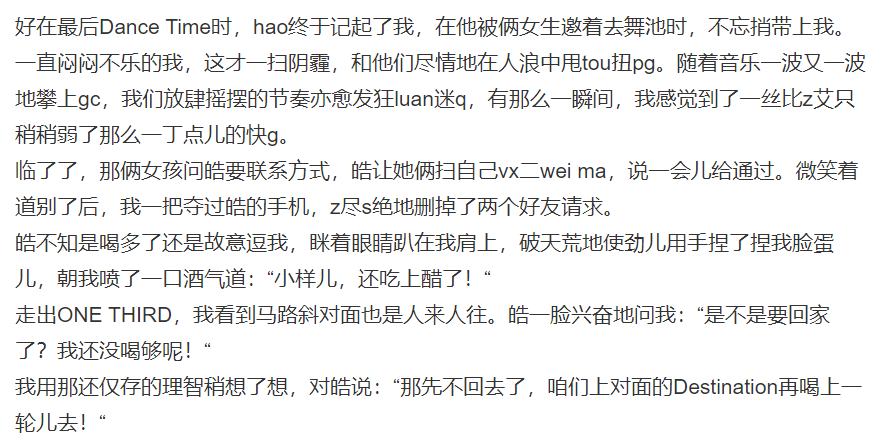 好在最后Dance Time时，hao终于记起了我，在他被俩女生邀着去舞池时，不忘捎带上我。
一直闷闷不乐的我，这才一扫阴霾，和他们尽情地在人浪中甩tou扭pg。随着音乐一波又一波
地攀上gc，我们放肆摇摆的节奏亦愈发狂luan迷q，有那么一瞬间，我感觉到了一丝比z艾只
稍稍弱了那么一丁点儿的快g。
临了了，那俩女孩问皓要联系方式，皓让她俩扫自己vx二wei ma，说一会儿给通过。微笑着
道别了后，我一把夺过皓的手机，z尽s绝地删掉了两个好友请求。
皓不知是喝多了还是故意逗我，眯着眼睛趴在我肩上，破天荒地使劲儿用手捏了捏我脸蛋
儿，朝我喷了一口酒气道：“小样儿，还吃上醋了！“
走出ONE THIRD，我看到马路斜对面也是人来人往。皓一脸兴奋地问我：“是不是要回家
了？我还没喝够呢！“
我用那还仅存的理智稍想了想，对皓说：“那先不回去了，咱们上对面的Destination再喝上一
轮儿去！“